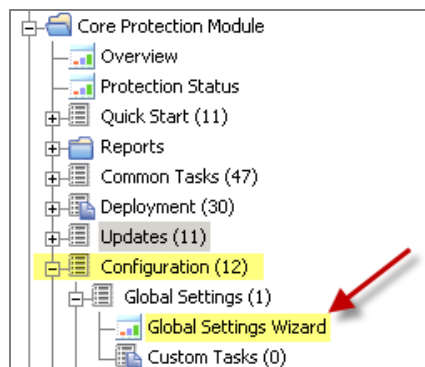 Core Protection Module
Overview
Protection Status
Quick Start (11)
Reports
Common Tasks (47)
Deployment (30)
Updates (11)
Configuration (12)
Global Settings (1)
Global Settings Wizard
Custom Tasks (0)